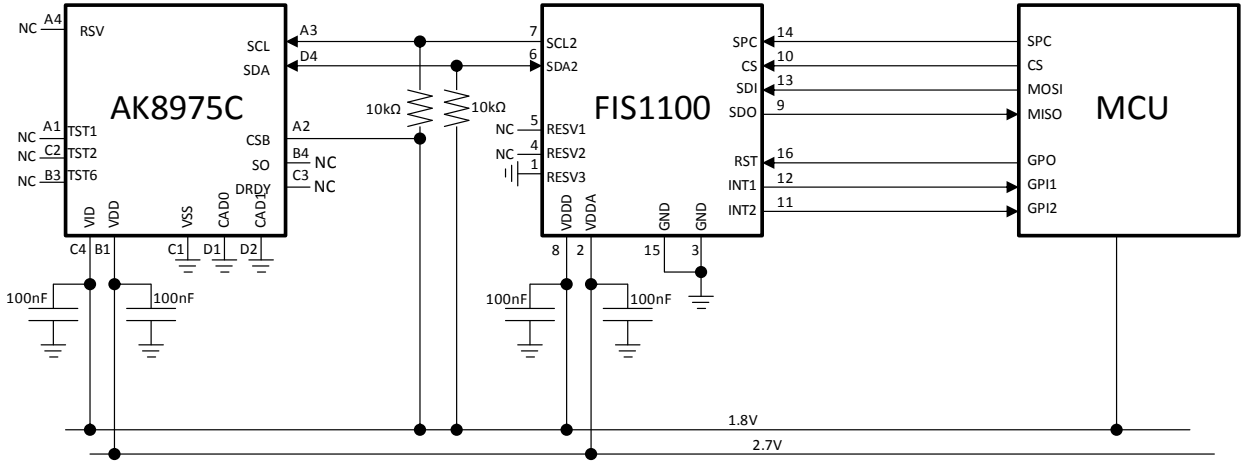 NC A4
RSV
SCL
A3
SDA
D4
AK8975C
NC A1 TST1
NC C2 TST2
NC B3 TST6
CSB
A2
SO
B4 NC
DRDY
C3 NC
VID
VDD
VSS
CAD0
CAD1
C4 B1 C1 D1 D2
100nF
100nF
10kΩ
10kΩ
7 SCL2
6 SDA2
FIS1100
NC 5 RESV1
NC 4 RESV2
1 RESV3
VDDD
VDDA
GND
GND
8 2 15 3
100nF
100nF
SPC 14 SPC
CS 10 CS
SDI 13 MOSI
SDO 9 MISO
RST 16 GPO
INT1 12 GPI1
INT2 11 GPI2
MCU
1.8V
2.7V